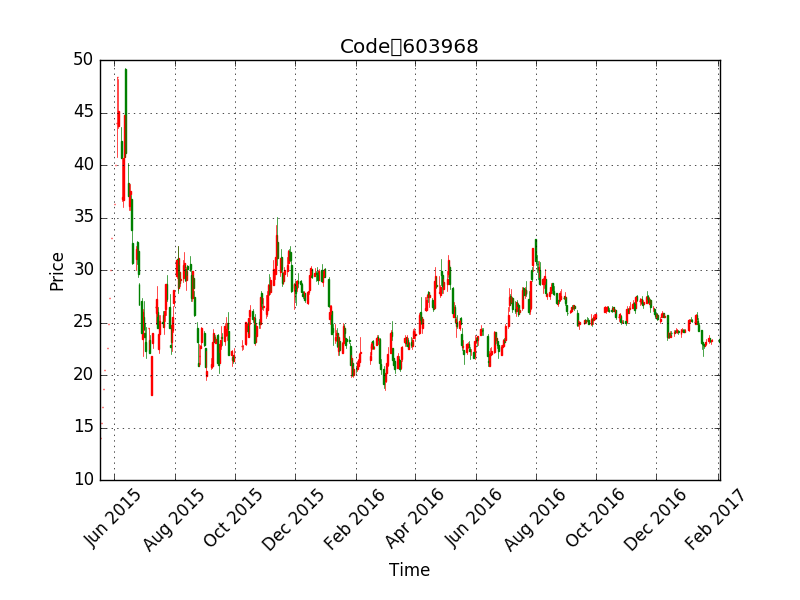 Code▯603968
50
45
40
35
30
25
20
15
10
Price
Jun 2015
Aug 2015
Oct 2015
Dec 2015
Feb 2016
Apr 2016
Jun 2016
Aug 2016
Oct 2016
Dec 2016
Feb 2017
Time